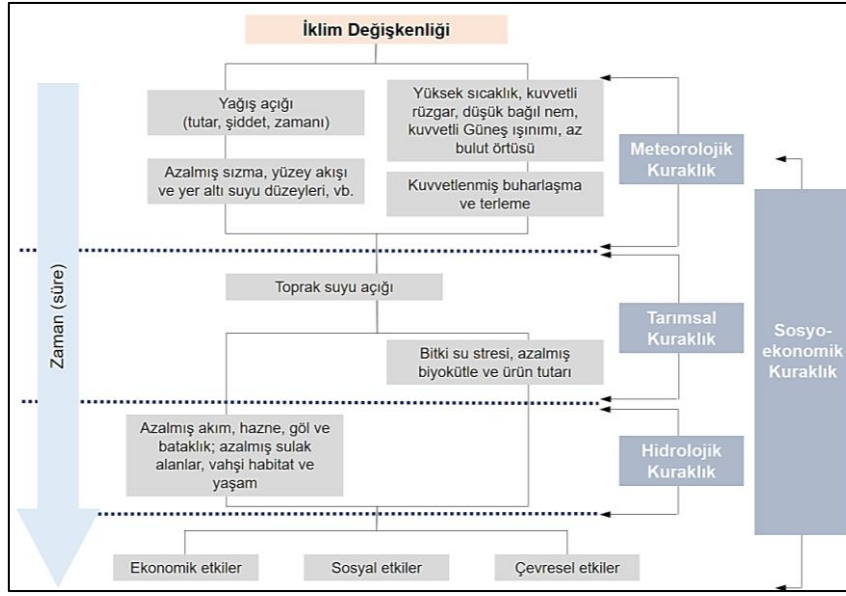 İklim Değişkenliği
Yağış açığı
(tutar, şiddet, zamanı)
Azalmış sızma, yüzey akışı
ve yer altı suyu düzeyleri, vb.
Yüksek sıcaklık, kuvvetli
rüzgar, düşük bağıl nem,
kuvvetli Güneş ışınımı, az
bulut örtüsü
Kuvvetlenmiş buharlaşma
ve terleme
Meteorolojik
Kuraklık
Toprak suyu açığı
Bitki su stresi, azalmış
biyokütle ve ürün tutarı
Tarımsal
Kuraklık
Azalmış akım, hazne, göl ve
bataklık; azalmış sulak
alanlar, vahşi habitat ve
yaşam
Hidrolojik
Kuraklık
Sosyo-
ekonomik
Kuraklık
Zaman (süre)
Ekonomik etkiler
Sosyal etkiler
Çevresel etkiler